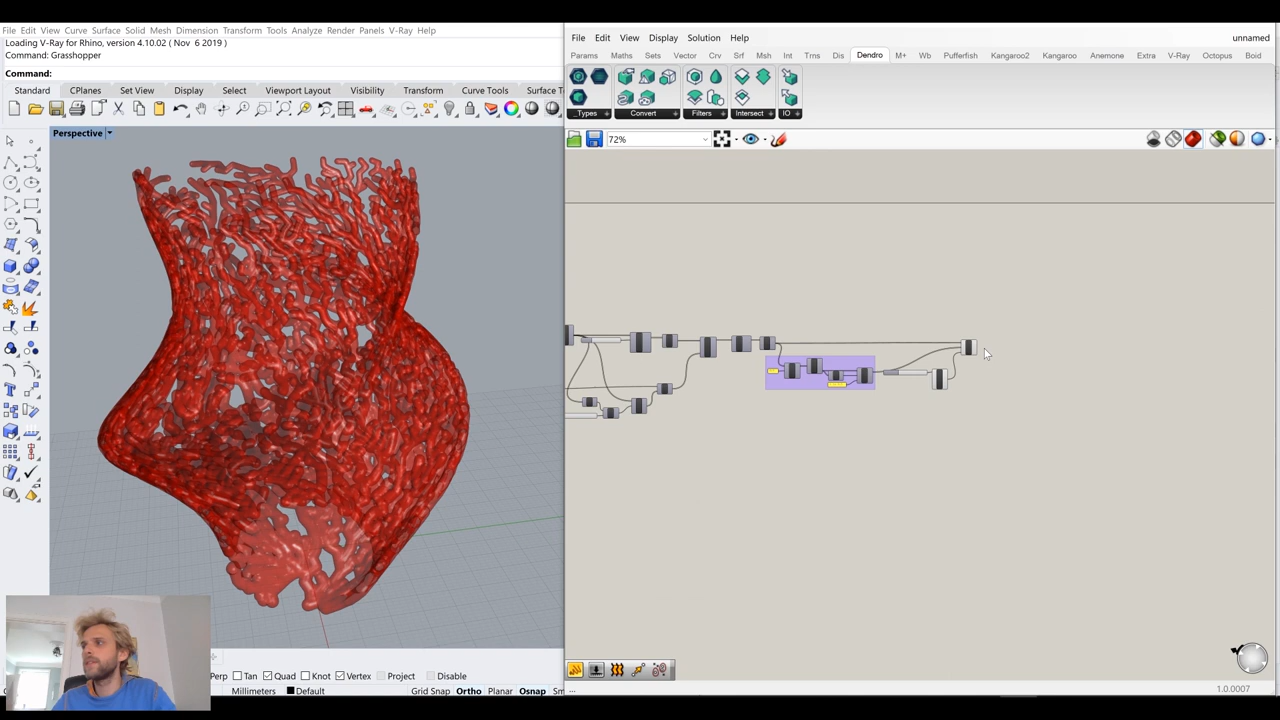 File Edit View Curve Surface Solid Mesh Dimension Transform Tools Analyze Render Panels V-Ray Help
Loading V-Ray for Rhino, version 4.10.02 ( Nov 6 2019 )
Command: Grasshopper
Command:
Standard CPlanes Set View Display Select Viewport Layout Visibility Transform Curve Tools Surface T
Perspective
Perp Tan Quad Knot Vertex Project Disable
Millimeters Default Grid Snap Ortho Planar Osnap Sm
File Edit View Display Solution Help unnamed
Params Maths Sets Vector Crv Srf Msh Int Trns Dis Dendro M+ Wb Pufferfish Kangaroo2 Kangaroo Anemone Extra V-Ray Octopus Boid
_Types Convert Filters Intersect IO
72%
...
1.0.0007